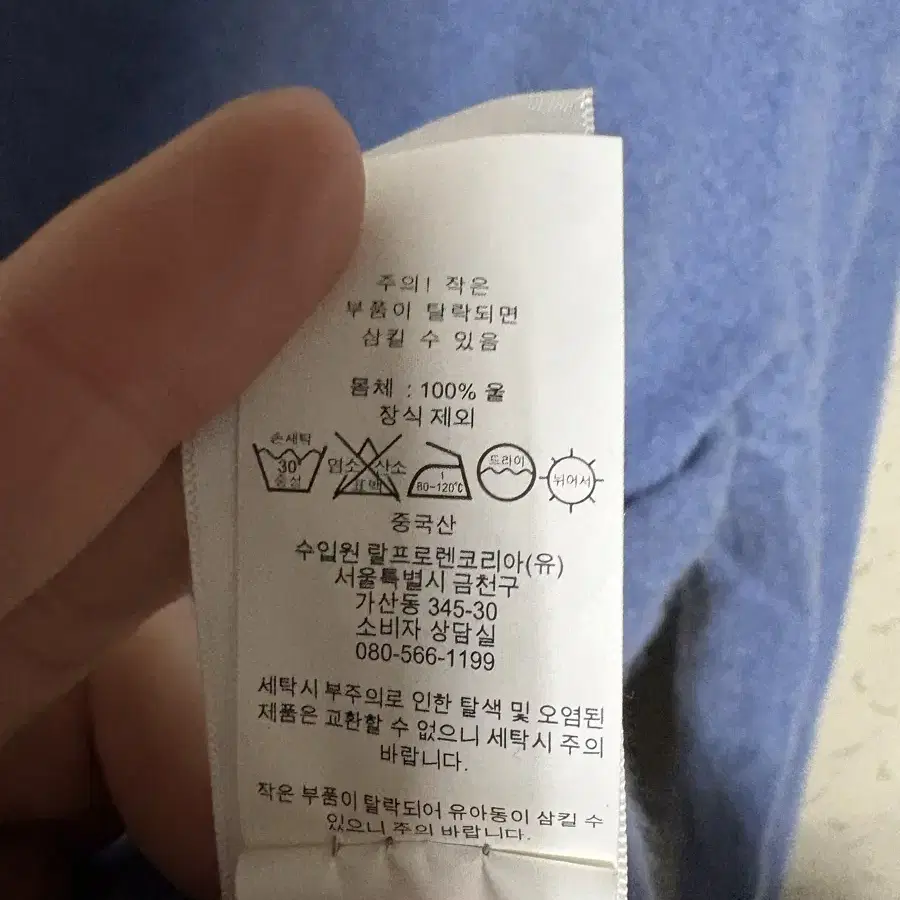 주의! 작은
부품이 탈락되면
삼킬 수 있음
몸체 : 100% 울
장식 제외
손세탁
30°
중성
염소 산소
표백
1
80-120°C
드라이
뉘어서
중국산
수입원 랄프로렌코리아(유)
서울특별시 금천구
가산동 345-30
소비자 상담실
080-566-1199
세탁시 부주의로 인한 탈색 및 오염된
제품은 교환할 수 없으니 세탁시 주의
바랍니다.
작은 부품이 탈락되어 유아동이 삼킬 수
있으니 주의 바랍니다.